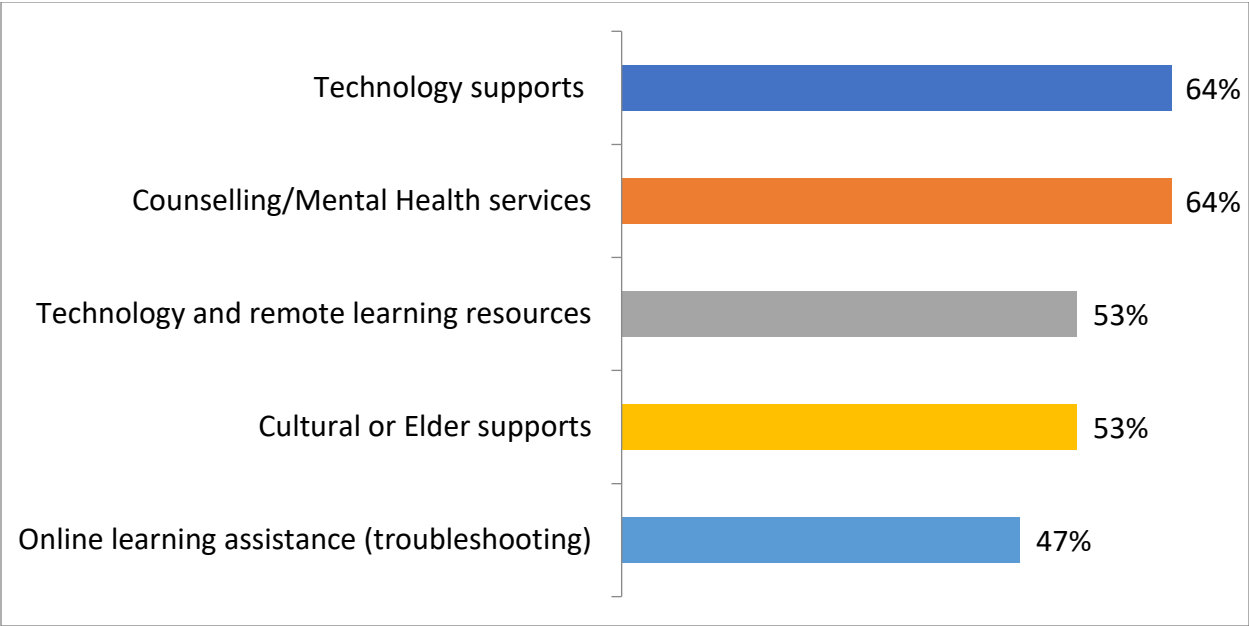 Technology supports 64%
Counselling/Mental Health services 64%
Technology and remote learning resources 53%
Cultural or Elder supports 53%
Online learning assistance (troubleshooting) 47%